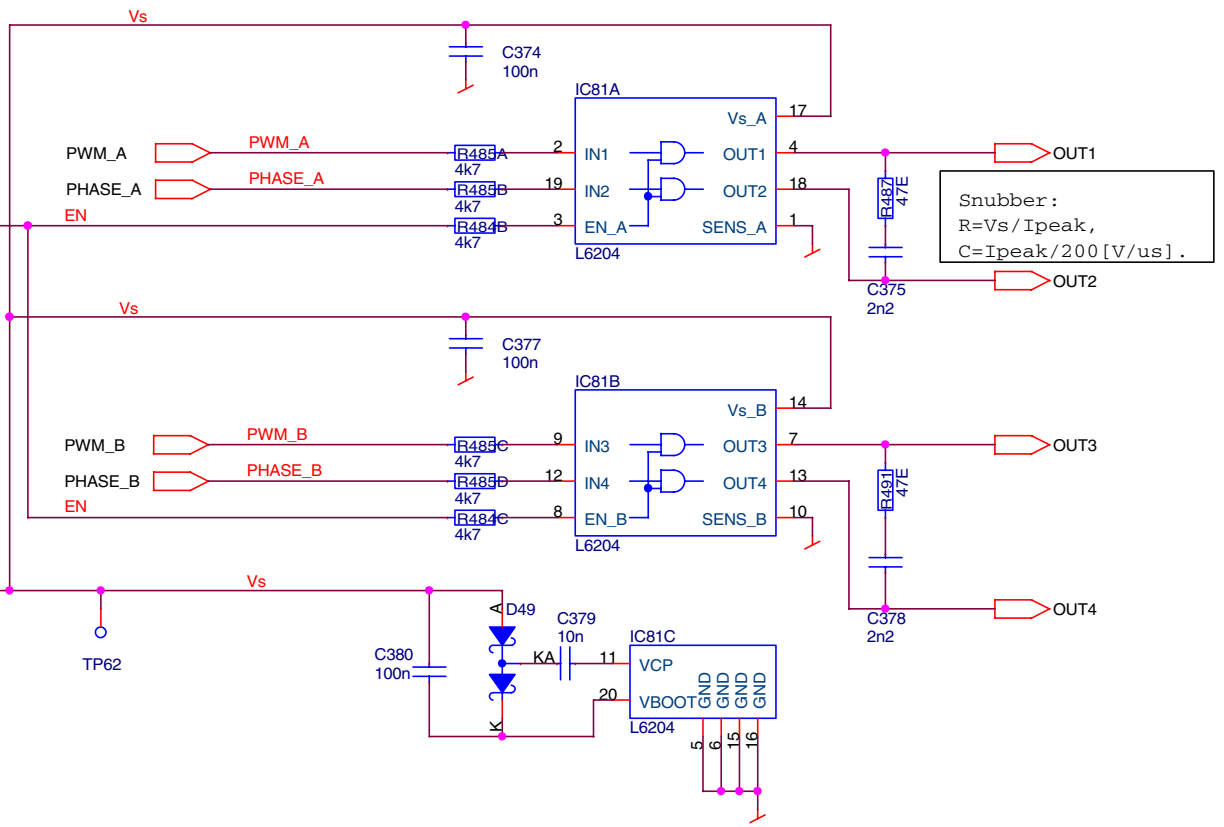 Vs
C374
100n
IC81A
Vs_A
17
PWM_A
PWM_A
R485A
4k7
2
IN1
OUT1
4
OUT1
PHASE_A
PHASE_A
R485B
4k7
19
IN2
OUT2
18
EN
R484B
4k7
3
EN_A
SENS_A
1
L6204
R487
47E
Snubber:
R=Vs/Ipeak,
C=Ipeak/200[V/us].
C375
2n2
OUT2
Vs
C377
100n
IC81B
Vs_B
14
PWM_B
PWM_B
R485C
4k7
9
IN3
OUT3
7
OUT3
PHASE_B
PHASE_B
R485D
4k7
12
IN4
OUT4
13
EN
R484C
4k7
8
EN_B
SENS_B
10
L6204
R491
47E
C378
2n2
OUT4
Vs
TP62
C380
100n
A
D49
KA
K
C379
10n
IC81C
11
VCP
20
VBOOT
GND
GND
GND
GND
L6204
5
6
15
16